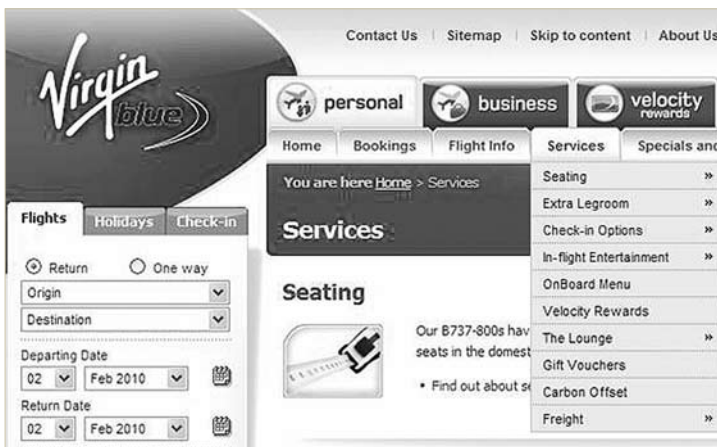 Contact Us | Sitemap | Skip to content | About Us
Virgin
blue
personal
business
velocity
rewards
Home
Bookings
Flight Info
Services
Specials and
You are here Home > Services
Services
Seating »
Extra Legroom »
Check-in Options »
In-flight Entertainment »
OnBoard Menu
Velocity Rewards
The Lounge »
Gift Vouchers
Carbon Offset
Freight »
Flights
Holidays
Check-in
Return
One way
Origin
Destination
Departing Date
02
Feb 2010
Return Date
02
Feb 2010
Seating
Our B737-800s hav
seats in the domest
• Find out about se